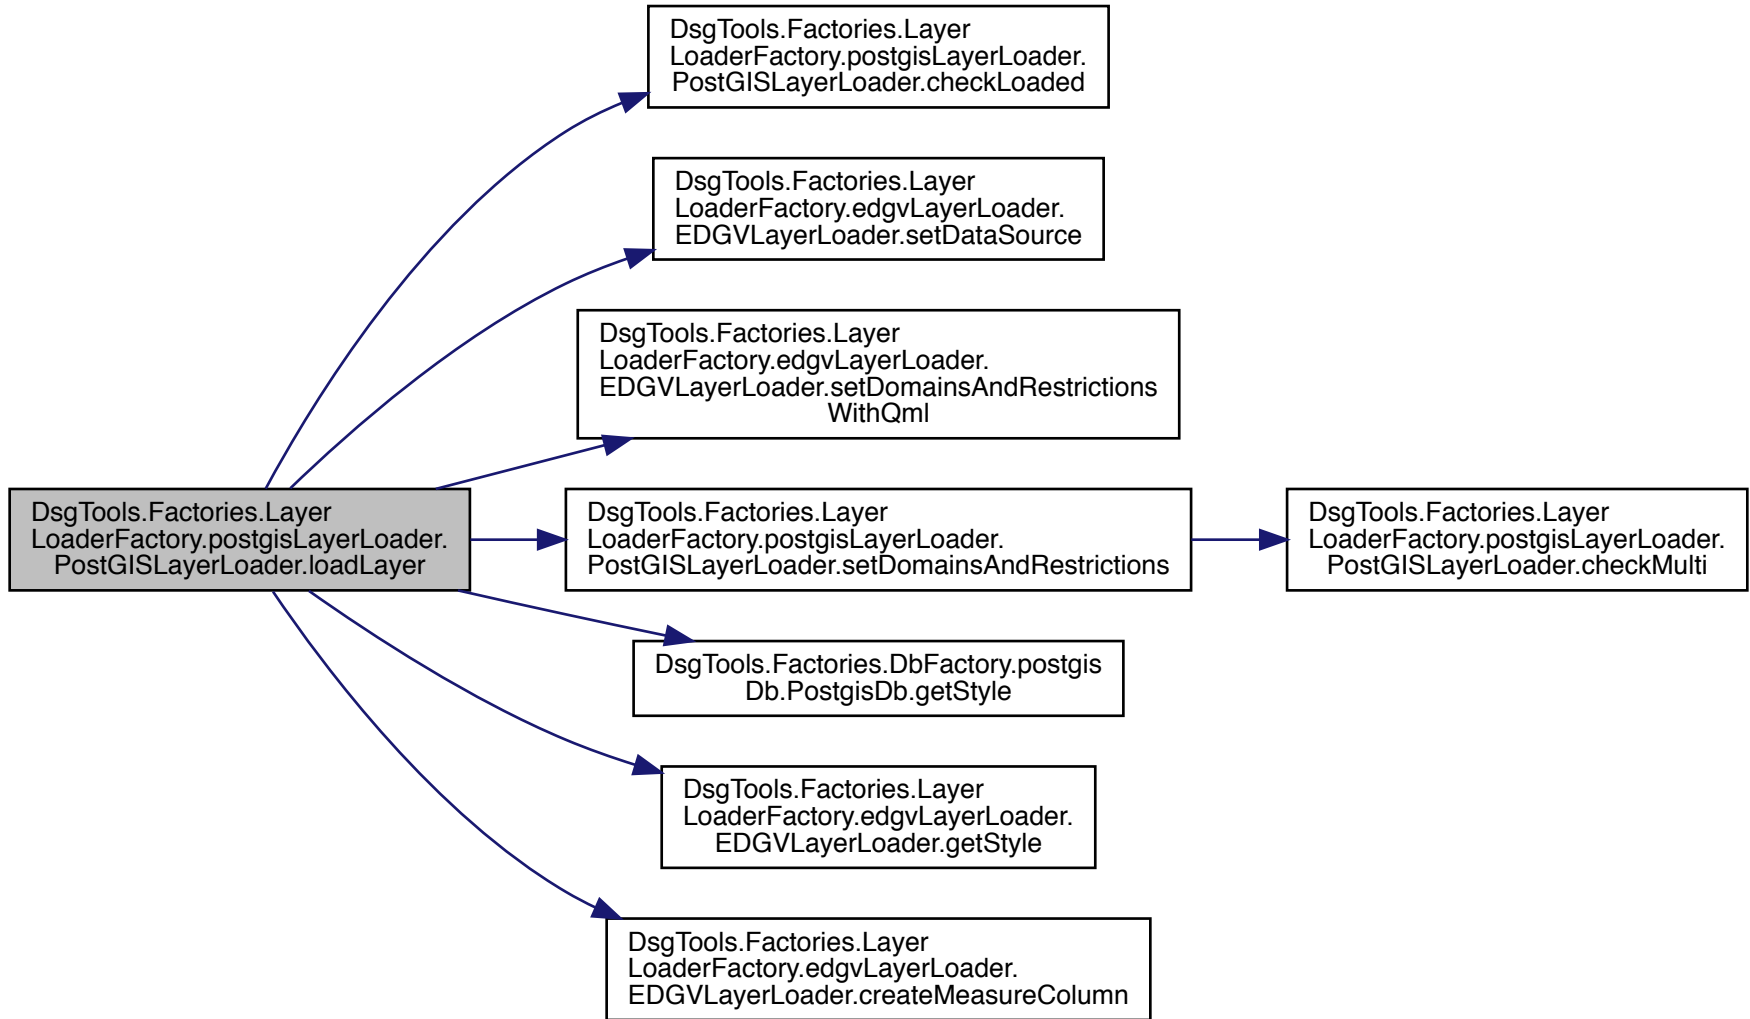 DsgTools.Factories.Layer
LoaderFactory.postgisLayerLoader.
PostGISLayerLoader.checkLoaded
DsgTools.Factories.Layer
LoaderFactory.edgvLayerLoader.
EDGVLayerLoader.setDataSource
DsgTools.Factories.Layer
LoaderFactory.edgvLayerLoader.
EDGVLayerLoader.setDomainsAndRestrictions
WithQml
DsgTools.Factories.Layer
LoaderFactory.postgisLayerLoader.
PostGISLayerLoader.loadLayer
DsgTools.Factories.Layer
LoaderFactory.postgisLayerLoader.
PostGISLayerLoader.setDomainsAndRestrictions
DsgTools.Factories.Layer
LoaderFactory.postgisLayerLoader.
PostGISLayerLoader.checkMulti
DsgTools.Factories.DbFactory.postgis
Db.PostgisDb.getStyle
DsgTools.Factories.Layer
LoaderFactory.edgvLayerLoader.
EDGVLayerLoader.getStyle
DsgTools.Factories.Layer
LoaderFactory.edgvLayerLoader.
EDGVLayerLoader.createMeasureColumn